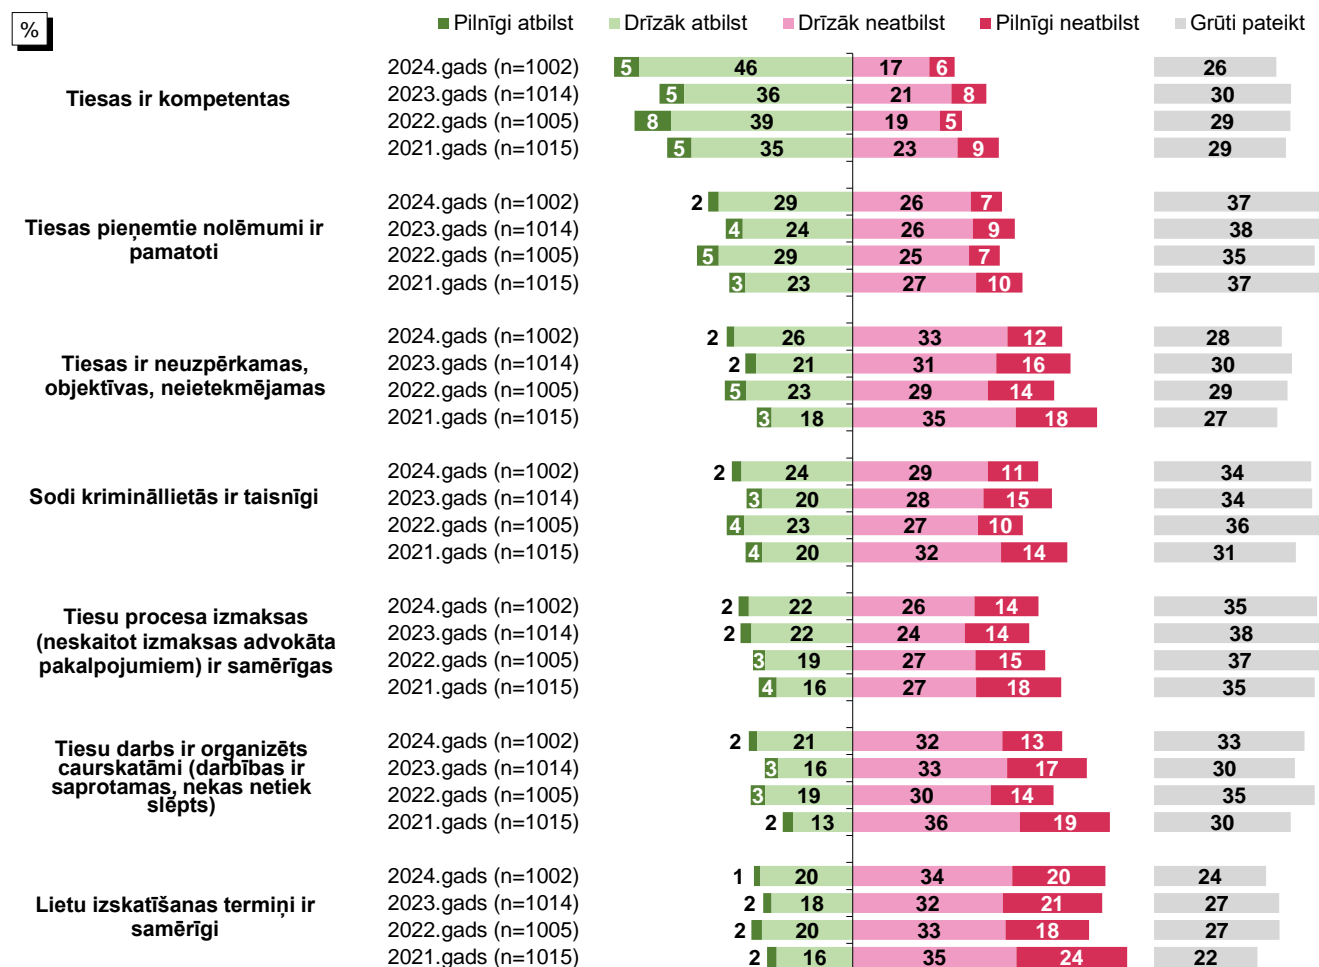 %
Pilnīgi atbilst Drīzāk atbilst Drīzāk neatbilst Pilnīgi neatbilst Grūti pateikt
Tiesas ir kompetentas
2024.gads (n=1002) 5 46 17 6 26
2023.gads (n=1014) 5 36 21 8 30
2022.gads (n=1005) 8 39 19 5 29
2021.gads (n=1015) 5 35 23 9 29
Tiesas pieņemtie nolēmumi ir
pamatoti
2024.gads (n=1002) 2 29 26 7 37
2023.gads (n=1014) 4 24 26 9 38
2022.gads (n=1005) 5 29 25 7 35
2021.gads (n=1015) 3 23 27 10 37
Tiesas ir neuzpērkamas,
objektīvas, neietekmējamas
2024.gads (n=1002) 2 26 33 12 28
2023.gads (n=1014) 2 21 31 16 30
2022.gads (n=1005) 5 23 29 14 29
2021.gads (n=1015) 3 18 35 18 27
Sodi krimināllietās ir taisnīgi
2024.gads (n=1002) 2 24 29 11 34
2023.gads (n=1014) 3 20 28 15 34
2022.gads (n=1005) 4 23 27 10 36
2021.gads (n=1015) 4 20 32 14 31
Tiesu procesa izmaksas
(neskaitot izmaksas advokāta
pakalpojumiem) ir samērīgas
2024.gads (n=1002) 2 22 26 14 35
2023.gads (n=1014) 2 22 24 14 38
2022.gads (n=1005) 3 19 27 15 37
2021.gads (n=1015) 4 16 27 18 35
Tiesu darbs ir organizēts
caurskatāmi (darbības ir
saprotamas, nekas netiek
slēpts)
2024.gads (n=1002) 2 21 32 13 33
2023.gads (n=1014) 3 16 33 17 30
2022.gads (n=1005) 3 19 30 14 35
2021.gads (n=1015) 2 13 36 19 30
Lietu izskatīšanas termiņi ir
samērīgi
2024.gads (n=1002) 1 20 34 20 24
2023.gads (n=1014) 2 18 32 21 27
2022.gads (n=1005) 2 20 33 18 27
2021.gads (n=1015) 2 16 35 24 22